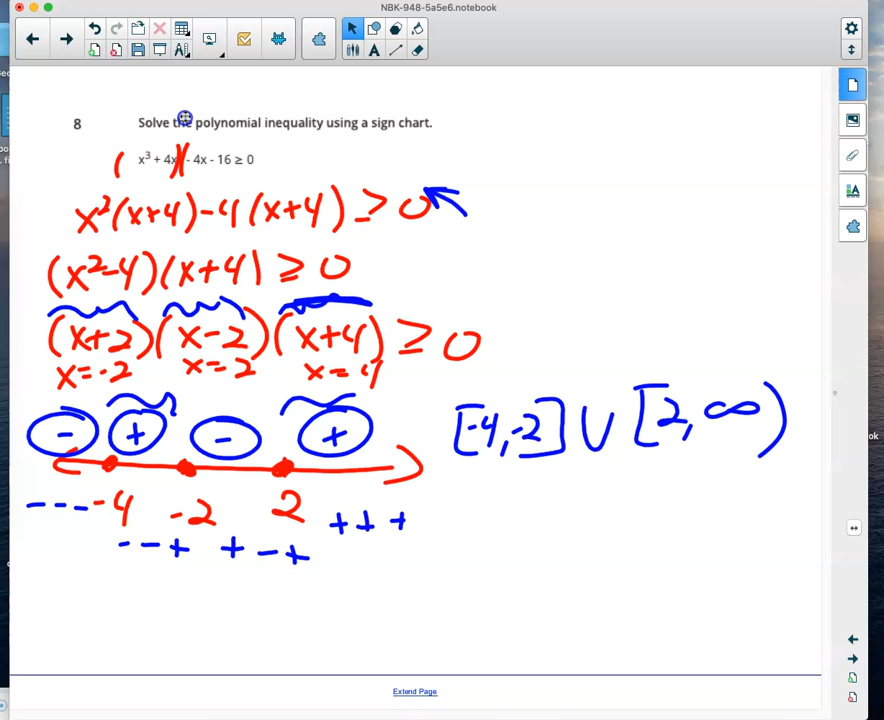 NBK-948-5a5e6.notebook
8 Solve the polynomial inequality using a sign chart.
x³ + 4x - 4x - 16 ≥ 0
x²(x+4)-4(x+4) ≥ 0
(x²-4)(x+4) ≥ 0
(x+2)(x-2)(x+4) ≥ 0
x=-2 x=2 x=4
- + - +
[-4,-2] ∪ [2,∞)
-4 -2 2
--- --+ +-+ +++
Extend Page